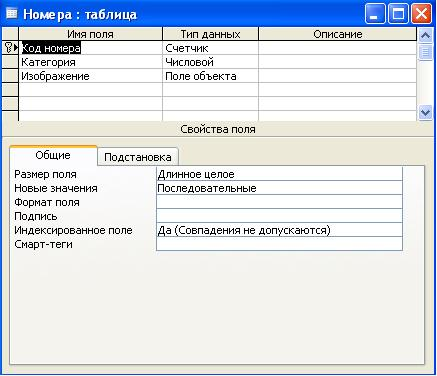 Номера : таблица
Имя поля Тип данных Описание
Код номера Счетчик
Категория Числовой
Изображение Поле объекта
Свойства поля
Общие Подстановка
Размер поля Длинное целое
Новые значения Последовательные
Формат поля
Подпись
Индексированное поле Да (Совпадения не допускаются)
Смарт-теги